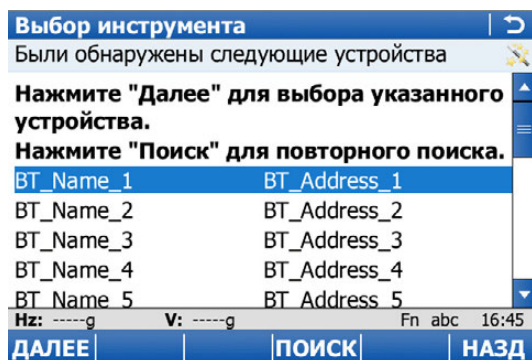 Выбор инструмента
Были обнаружены следующие устройства
Нажмите "Далее" для выбора указанного
устройства.
Нажмите "Поиск" для повторного поиска.
BT_Name_1 BT_Address_1
BT_Name_2 BT_Address_2
BT_Name_3 BT_Address_3
BT_Name_4 BT_Address_4
BT_Name_5 BT_Address_5
Hz: -----g V: -----g Fn abc 16:45
ДАЛЕЕ ПОИСК НАЗД